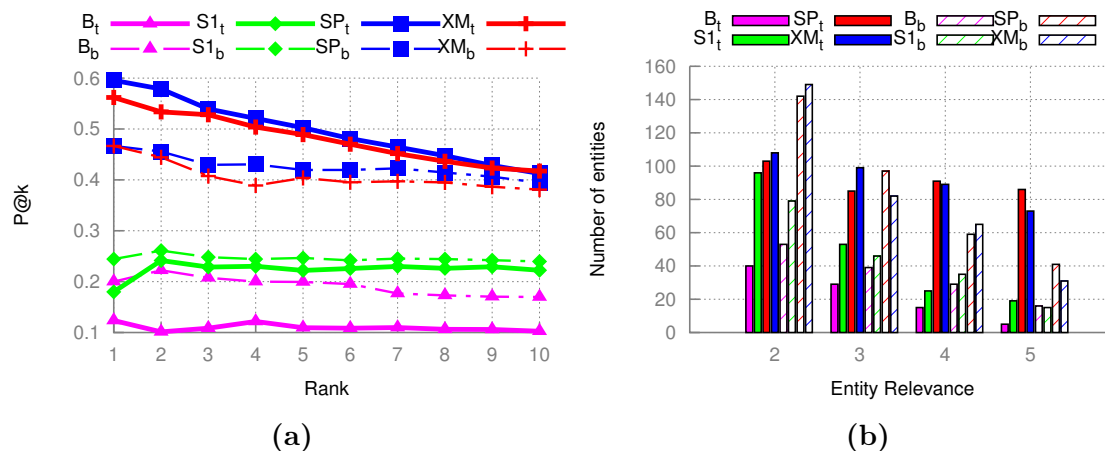 B_t S1_t SP_t XM_t
B_b S1_b SP_b XM_b
0.6
0.5
0.4
0.3
0.2
0.1
P@k
1 2 3 4 5 6 7 8 9 10
Rank
(a)
B_t SP_t B_b SP_b
S1_t XM_t S1_b XM_b
160
140
120
100
80
60
40
20
0
Number of entities
2 3 4 5
Entity Relevance
(b)